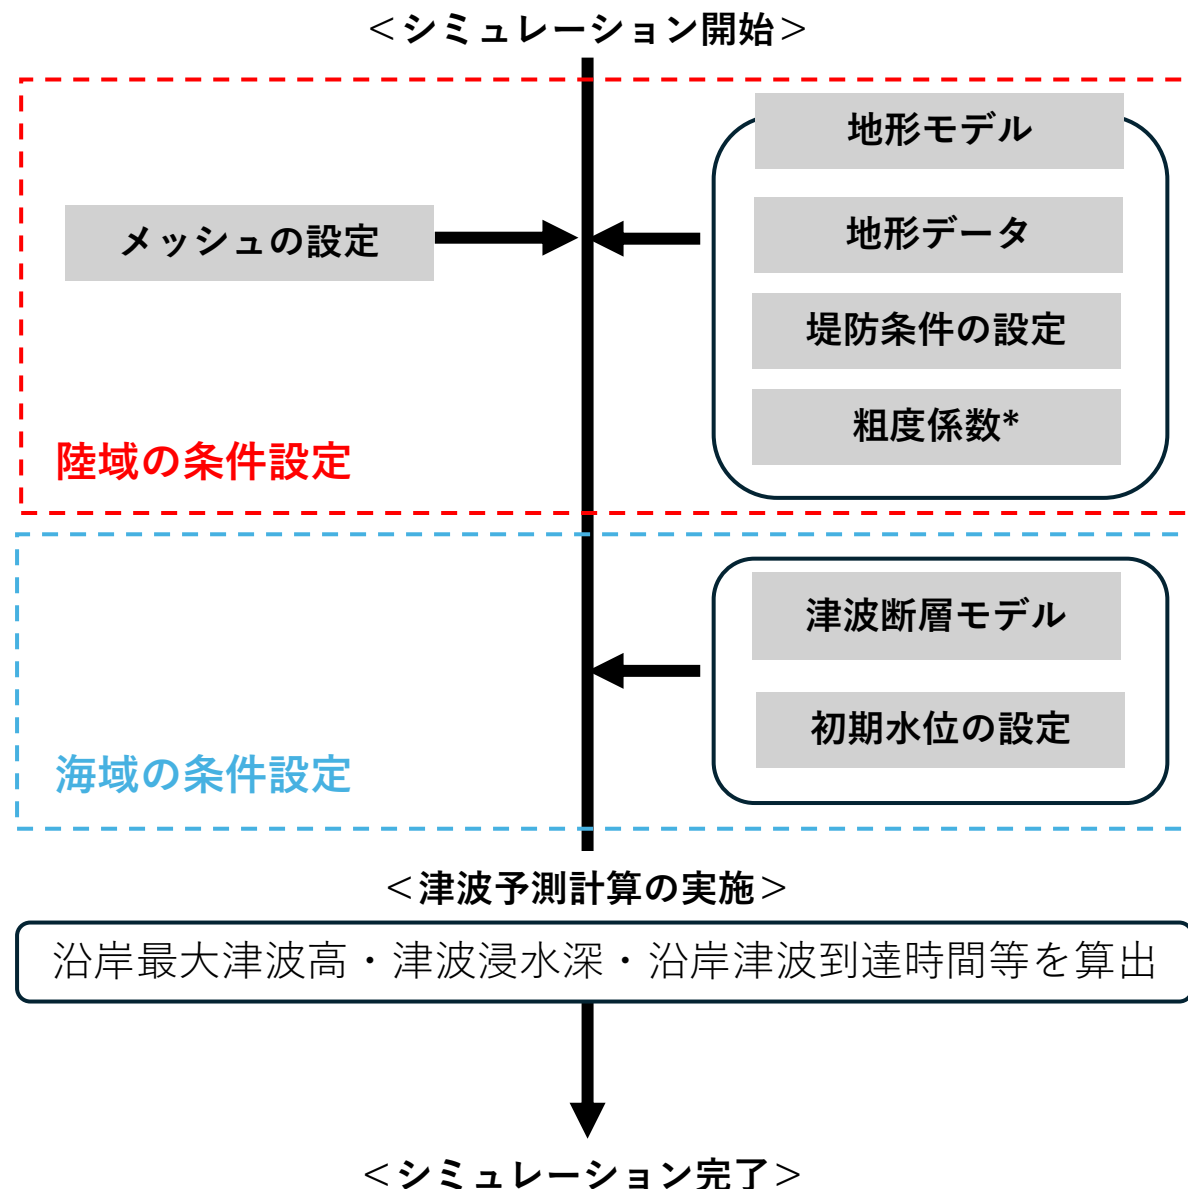 ＜シミュレーション開始＞
地形モデル
メッシュの設定
地形データ
堤防条件の設定
粗度係数*
陸域の条件設定
津波断層モデル
初期水位の設定
海域の条件設定
＜津波予測計算の実施＞
沿岸最大津波高・津波浸水深・沿岸津波到達時間等を算出
＜シミュレーション完了＞